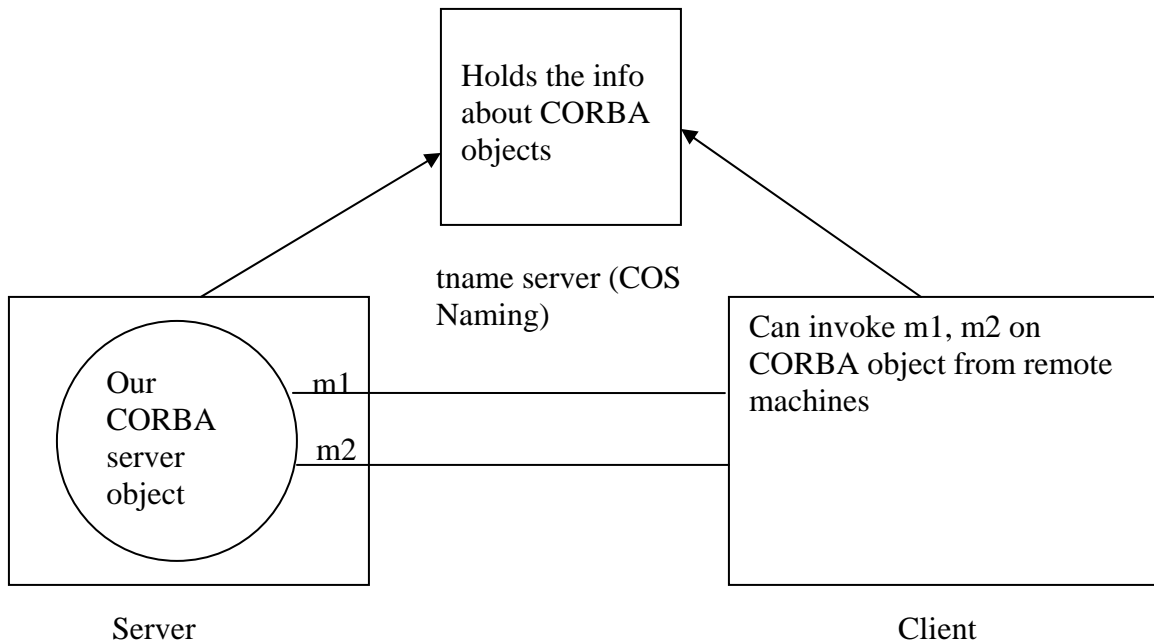 Holds the info
about CORBA
objects
tname server (COS
Naming)
Our
CORBA
server
object
m1
m2
Can invoke m1, m2 on
CORBA object from remote
machines
Server
Client